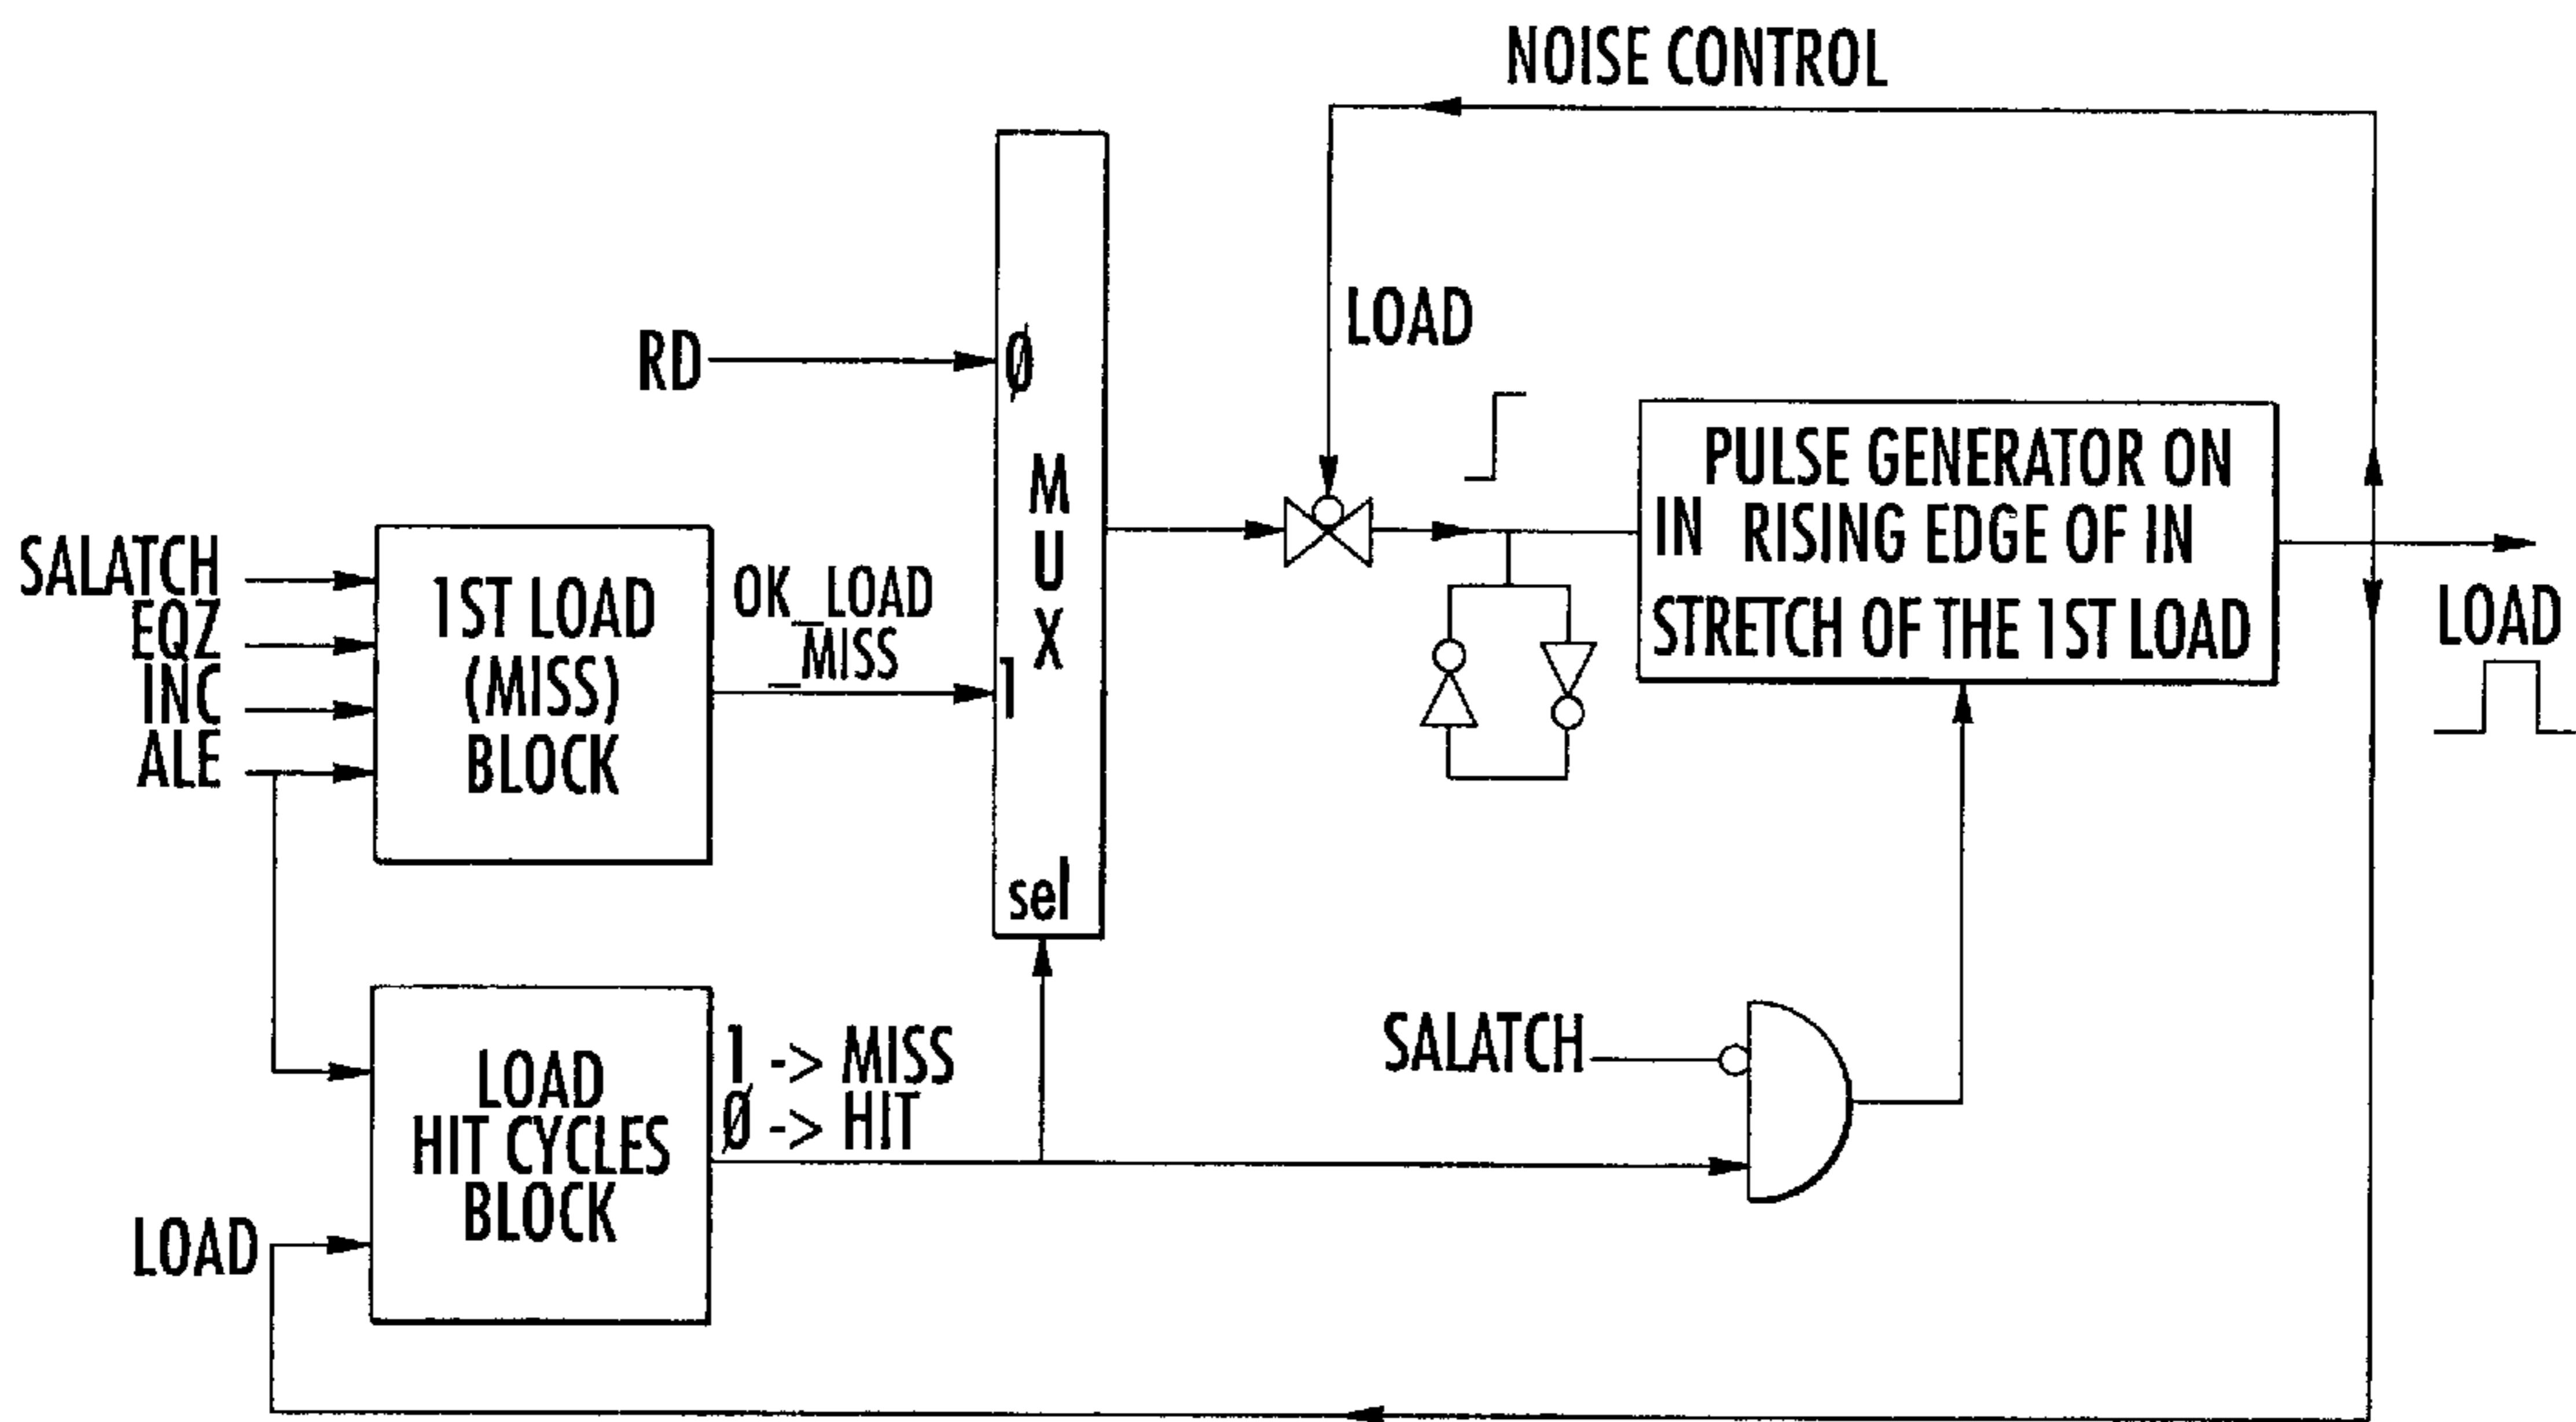 NOISE CONTROL
LOAD
RD
Ø
MUX
1
sel
SALATCH
EQZ
INC
ALE
1ST LOAD
(MISS)
BLOCK
OK_LOAD
_MISS
IN
PULSE GENERATOR ON
RISING EDGE OF IN
STRETCH OF THE 1ST LOAD
LOAD
LOAD
HIT CYCLES
BLOCK
1 -> MISS
Ø -> HIT
SALATCH
LOAD